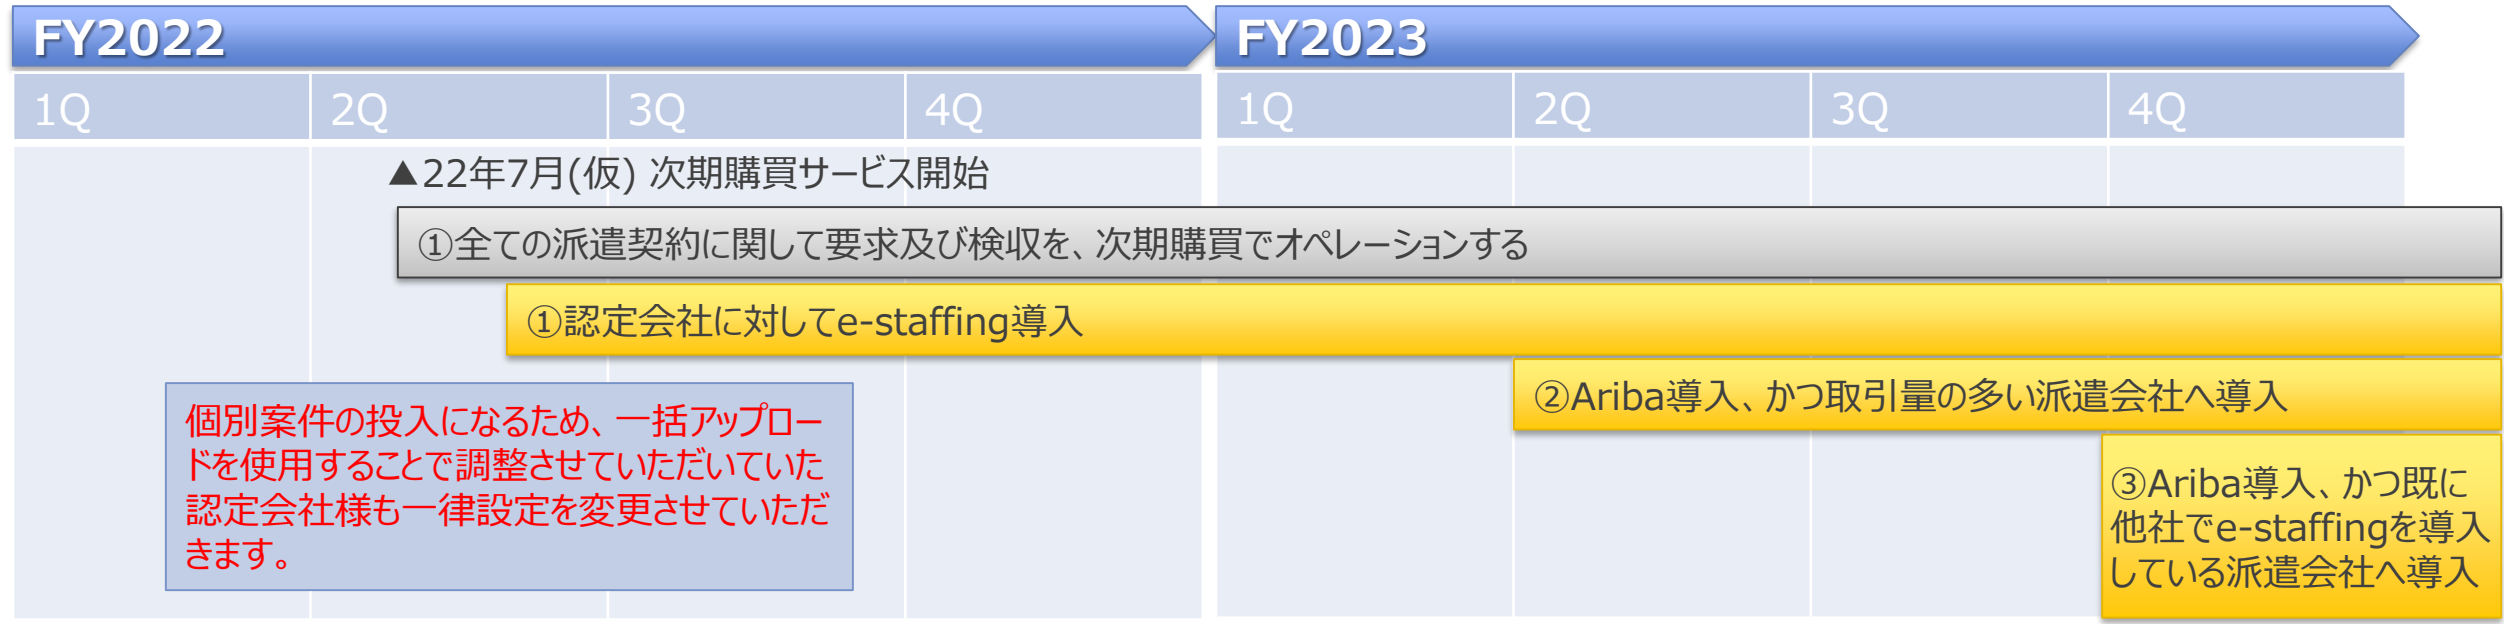 FY2022
FY2023
1Q
2Q
3Q
4Q
1Q
2Q
3Q
4Q
▲22年7月(仮) 次期購買サービス開始
①全ての派遣契約に関して要求及び検収を、次期購買でオペレーションする
①認定会社に対してe-staffing導入
②Ariba導入、かつ取引量の多い派遣会社へ導入
個別案件の投入になるため、一括アップロー
ドを使用することで調整させていただいていた
認定会社様も一律設定を変更させていただ
きます。
③Ariba導入、かつ既に
他社でe-staffingを導入
している派遣会社へ導入